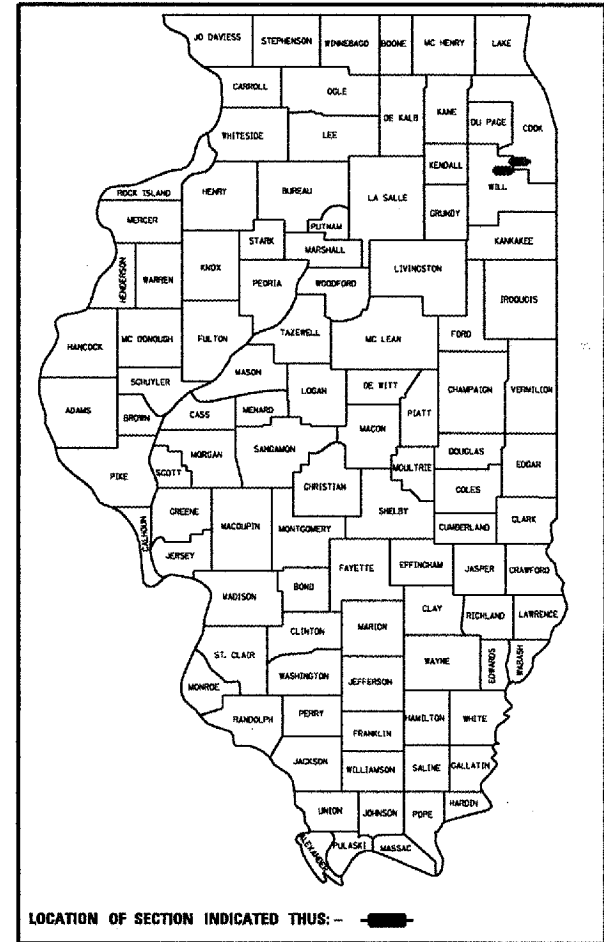 JO DAVIESS STEPHENSON WINNEBAGO BOONE MC HENRY LAKE
CARROLL OGLE DE KALB KANE DU PAGE COOK
WHITESIDE LEE KENDALL WILL
ROCK ISLAND HENRY BUREAU LA SALLE GRUNDY
MERCER PUTNAM KANKAKEE
HENDERSON WARREN KNOX STARK MARSHALL LIVINGSTON
PEORIA WOODFORD IROQUOIS
HANCOCK MC DONOUGH FULTON TAZEWELL MC LEAN FORD
SCHUYLER MASON LOGAN DE WITT CHAMPAIGN VERMILION
ADAMS BROWN CASS MENARD MACON PIATT
PIKE SCOTT MORGAN SANGAMON MOULTRIE DOUGLAS EDGAR
CHRISTIAN COLES
CALHOUN GREENE MACOUPIN MONTGOMERY SHELBY CUMBERLAND CLARK
JERSEY FAYETTE EFFINGHAM JASPER CRAWFORD
MADISON BOND CLAY RICHLAND LAWRENCE
CLINTON MARION
ST. CLAIR WAYNE EDWARDS WABASH
MONROE WASHINGTON JEFFERSON
RANDOLPH PERRY HAMILTON WHITE
FRANKLIN
JACKSON WILLIAMSON SALINE GALLATIN
UNION JOHNSON POPE HARDIN
ALEXANDER PULASKI MASSAC
LOCATION OF SECTION INDICATED THUS: -